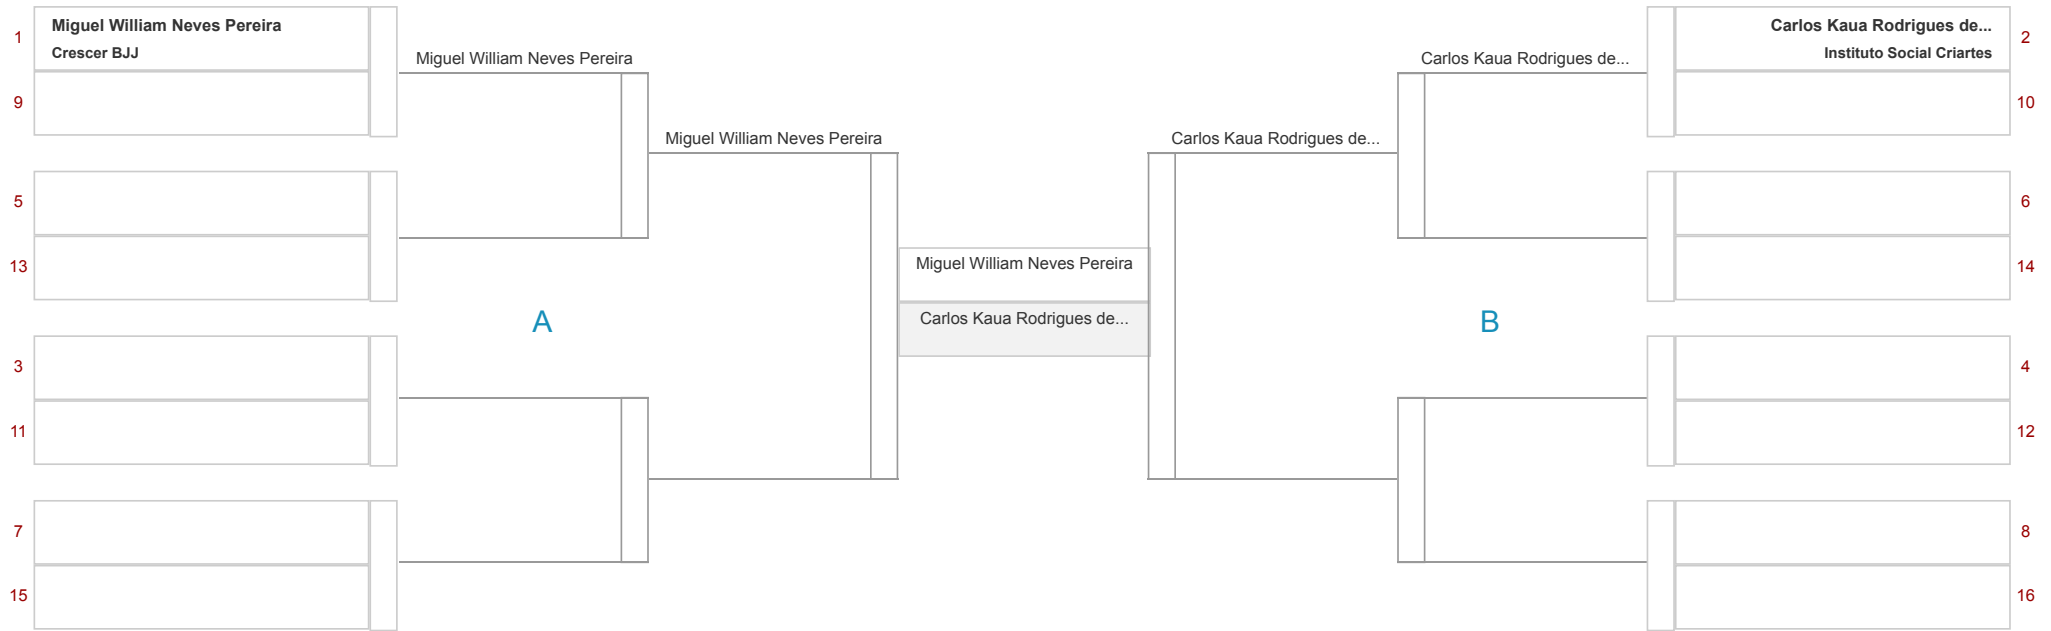 1
Miguel William Neves Pereira
Crescer BJJ
9
5
13
3
11
7
15
Miguel William Neves Pereira
Miguel William Neves Pereira
A
Miguel William Neves Pereira
Carlos Kaua Rodrigues de...
Carlos Kaua Rodrigues de...
Carlos Kaua Rodrigues de...
B
Carlos Kaua Rodrigues de...
Instituto Social Criartes
2
10
6
14
4
12
8
16